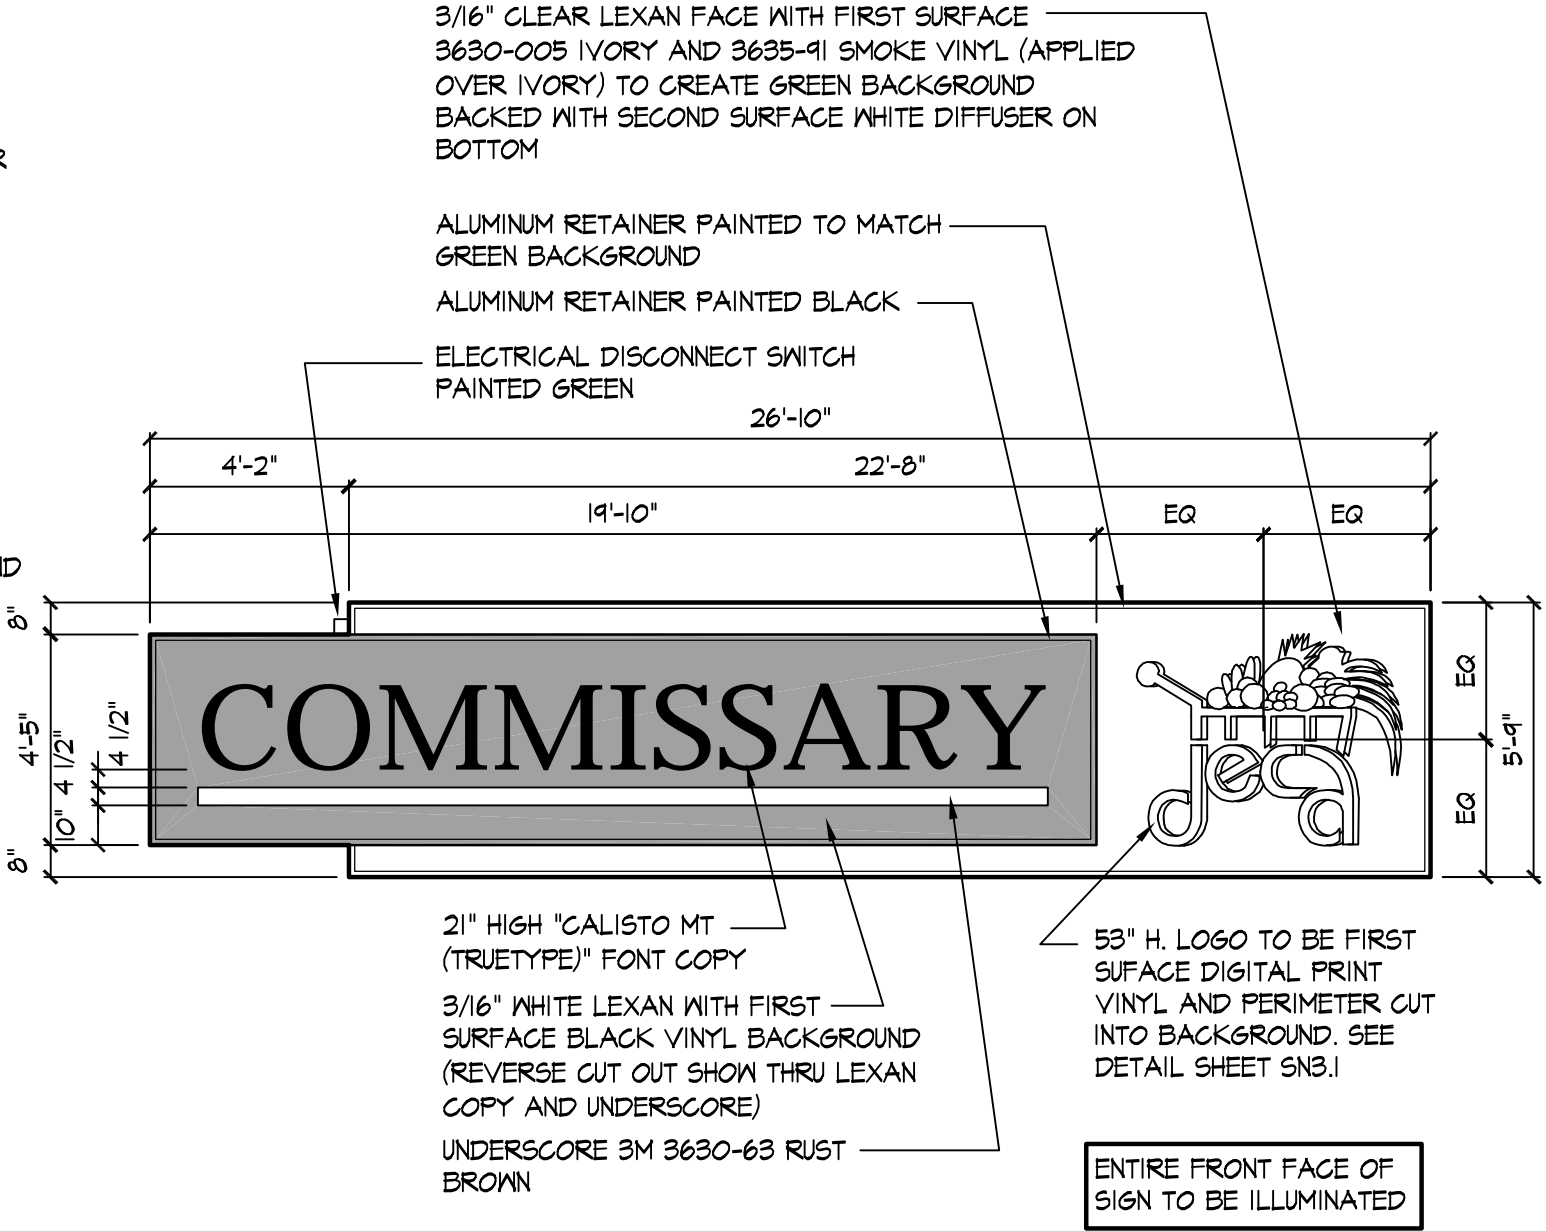 3/16" CLEAR LEXAN FACE WITH FIRST SURFACE
3630-005 IVORY AND 3635-91 SMOKE VINYL (APPLIED
OVER IVORY) TO CREATE GREEN BACKGROUND
BACKED WITH SECOND SURFACE WHITE DIFFUSER ON
BOTTOM
R
ALUMINUM RETAINER PAINTED TO MATCH
GREEN BACKGROUND
ALUMINUM RETAINER PAINTED BLACK
ELECTRICAL DISCONNECT SWITCH
PAINTED GREEN
26'-10"
4'-2"
22'-8"
19'-10"
EQ
EQ
ND
8"
4'-5"
8"
10"
4 1/2"
4 1/2"
COMMISSARY
deca
EQ
EQ
5'-9"
21" HIGH "CALISTO MT
(TRUETYPE)" FONT COPY
3/16" WHITE LEXAN WITH FIRST
SURFACE BLACK VINYL BACKGROUND
(REVERSE CUT OUT SHOW THRU LEXAN
COPY AND UNDERSCORE)
UNDERSCORE 3M 3630-63 RUST
BROWN
53" H. LOGO TO BE FIRST
SUFACE DIGITAL PRINT
VINYL AND PERIMETER CUT
INTO BACKGROUND. SEE
DETAIL SHEET SN3.1
ENTIRE FRONT FACE OF
SIGN TO BE ILLUMINATED